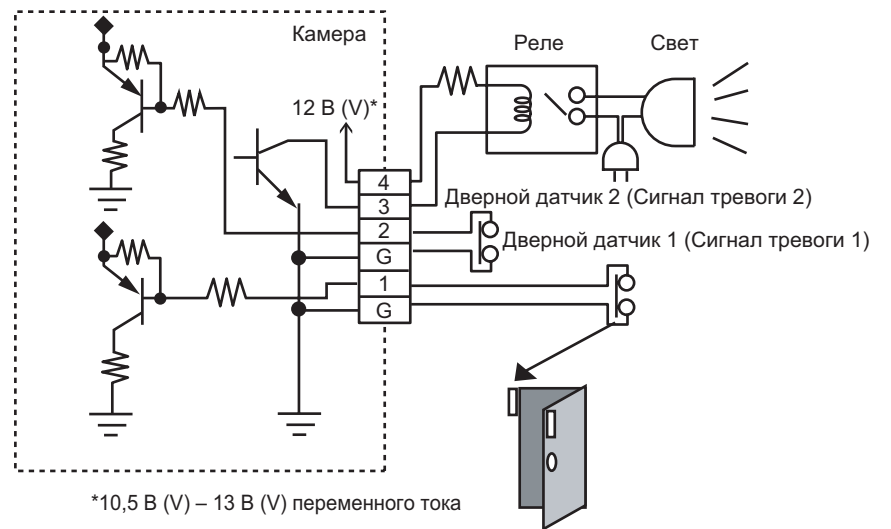 Камера
Реле
Свет
12 В (V)*
4
3
2
G
1
G
Дверной датчик 2 (Сигнал тревоги 2)
Дверной датчик 1 (Сигнал тревоги 1)
*10,5 В (V) – 13 В (V) переменного тока